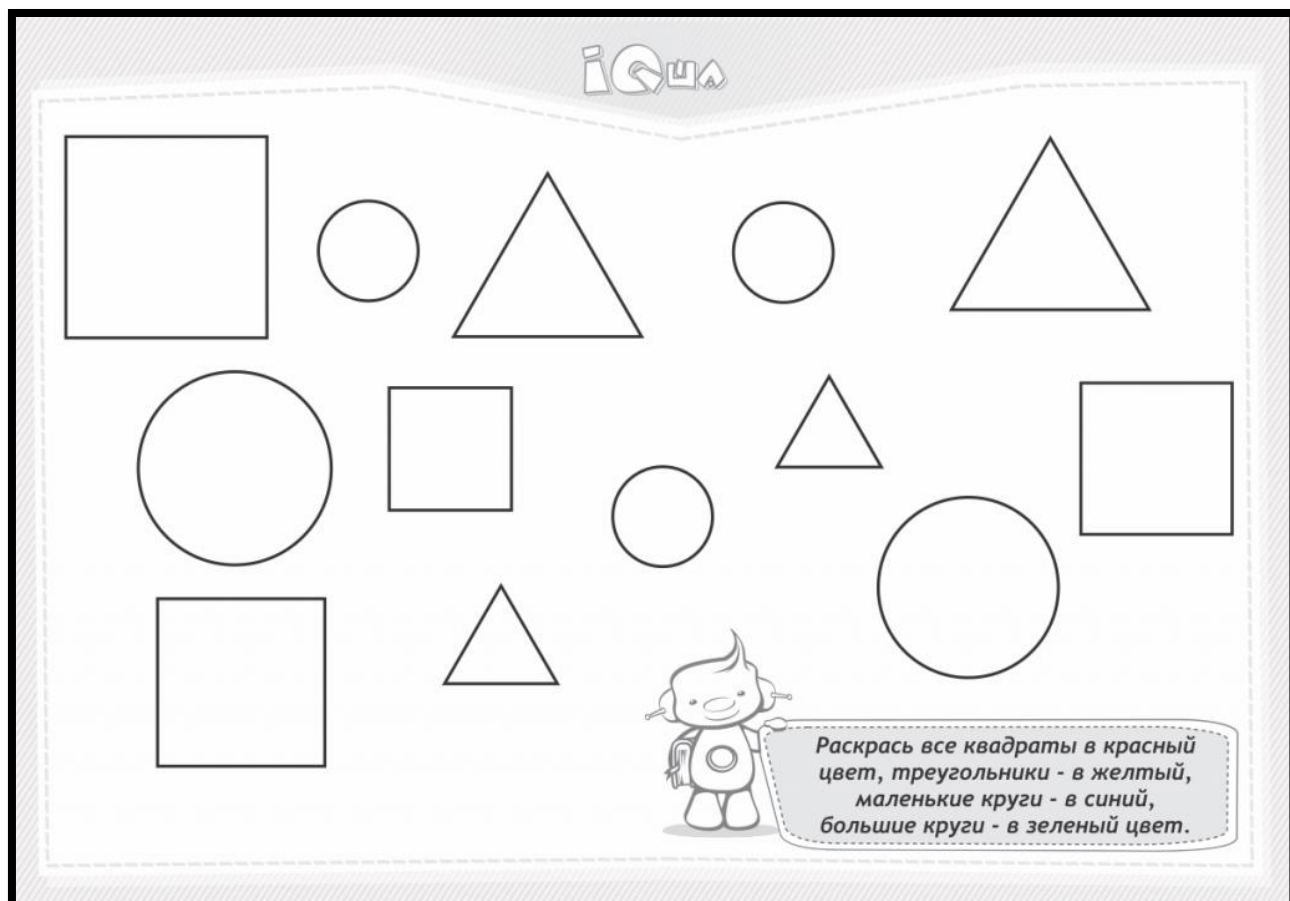 iQша
Раскрась все квадраты в красный
цвет, треугольники - в желтый,
маленькие круги - в синий,
большие круги - в зеленый цвет.